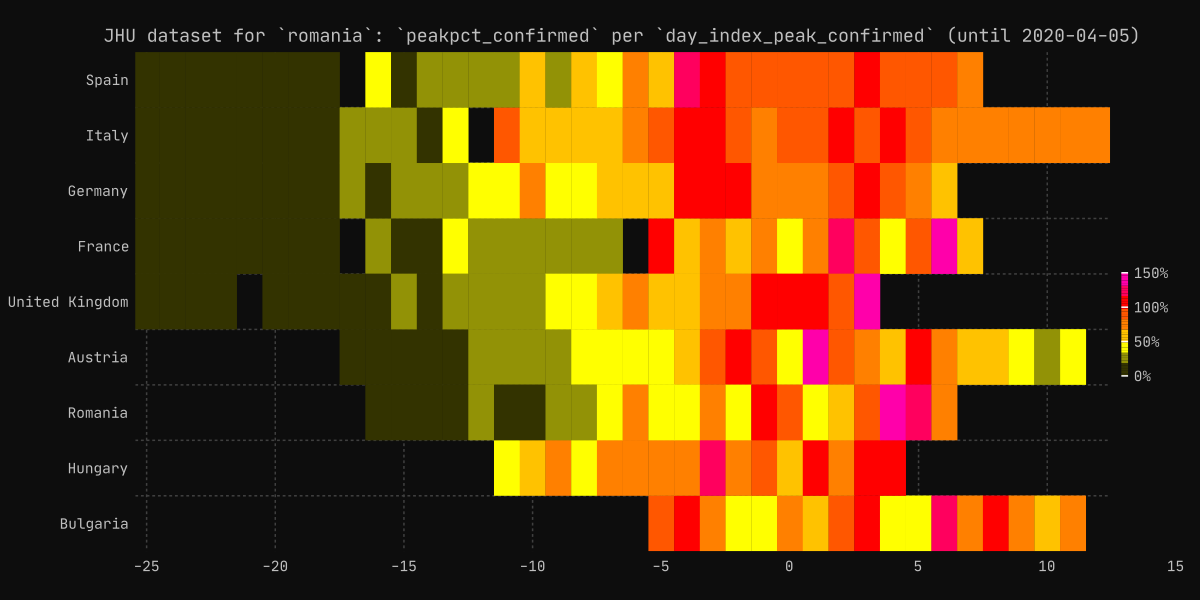 JHU dataset for `romania`: `peakpct_confirmed` per `day_index_peak_confirmed` (until 2020-04-05)
Spain
Italy
Germany
France
United Kingdom
Austria
Romania
Hungary
Bulgaria
150%
100%
50%
0%
-25 -20 -15 -10 -5 0 5 10 15